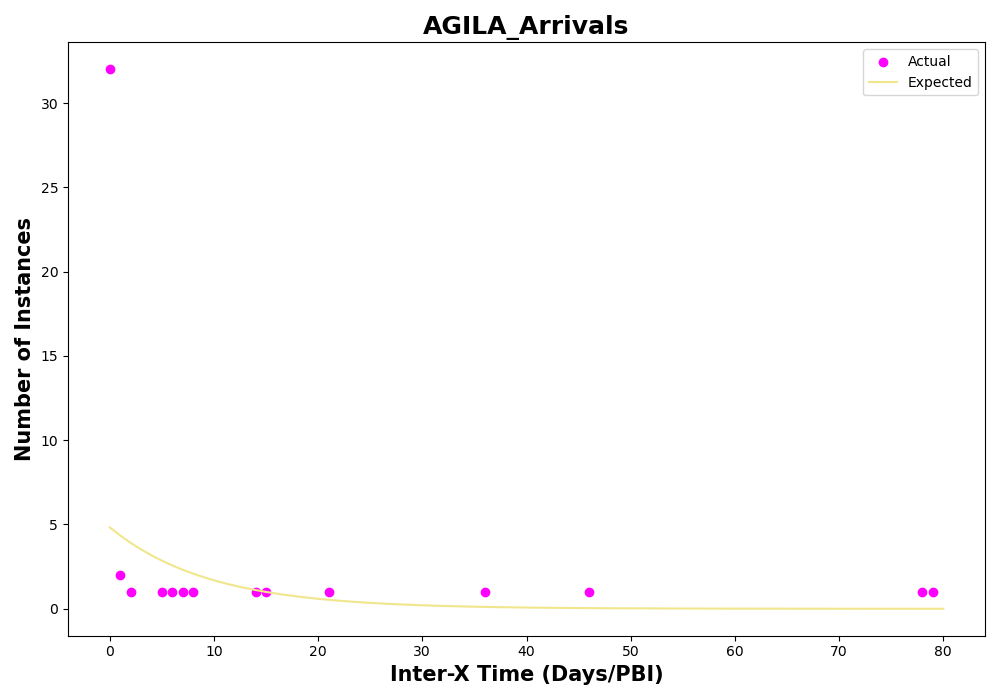 AGILA_Arrivals
Actual
Expected
Number of Instances
30
25
20
15
10
5
0
0 10 20 30 40 50 60 70 80
Inter-X Time (Days/PBI)